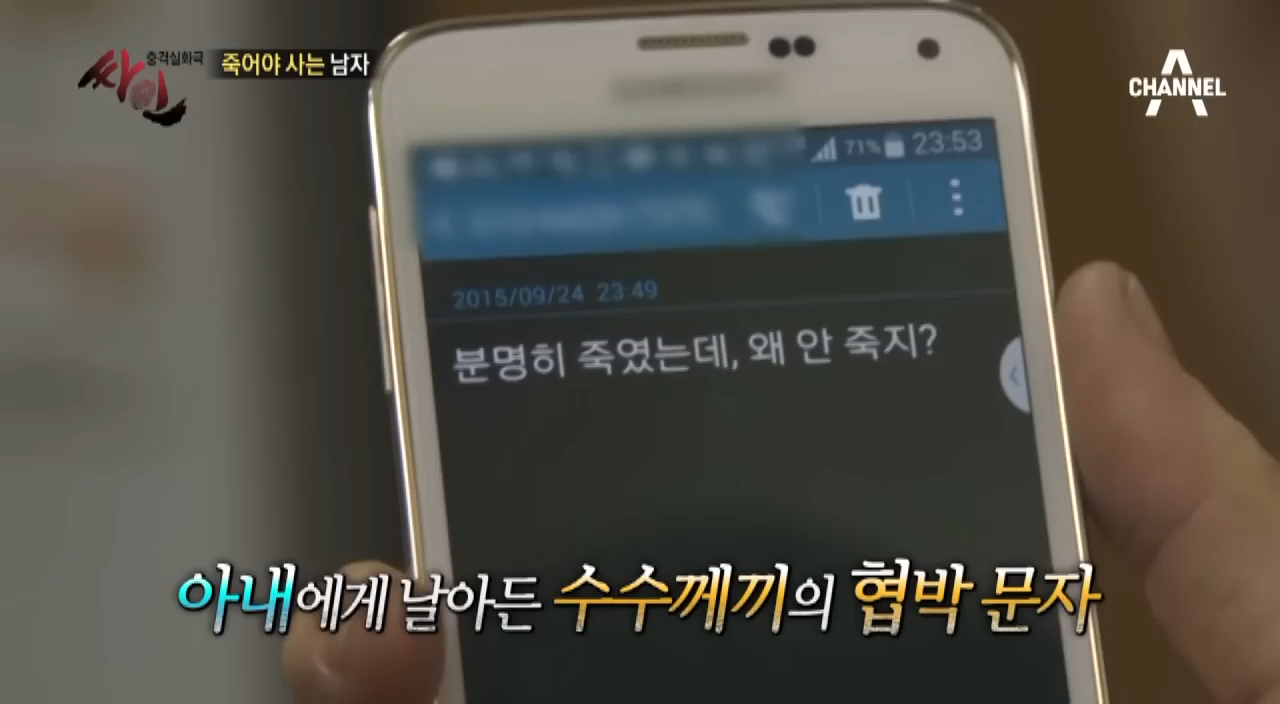 충격실화극
싸인
죽어야 사는 남자
CHANNEL A
71% 23:53
2015/09/24 23:49
분명히 죽였는데, 왜 안 죽지?
아내에게 날아든 수수께끼의 협박 문자